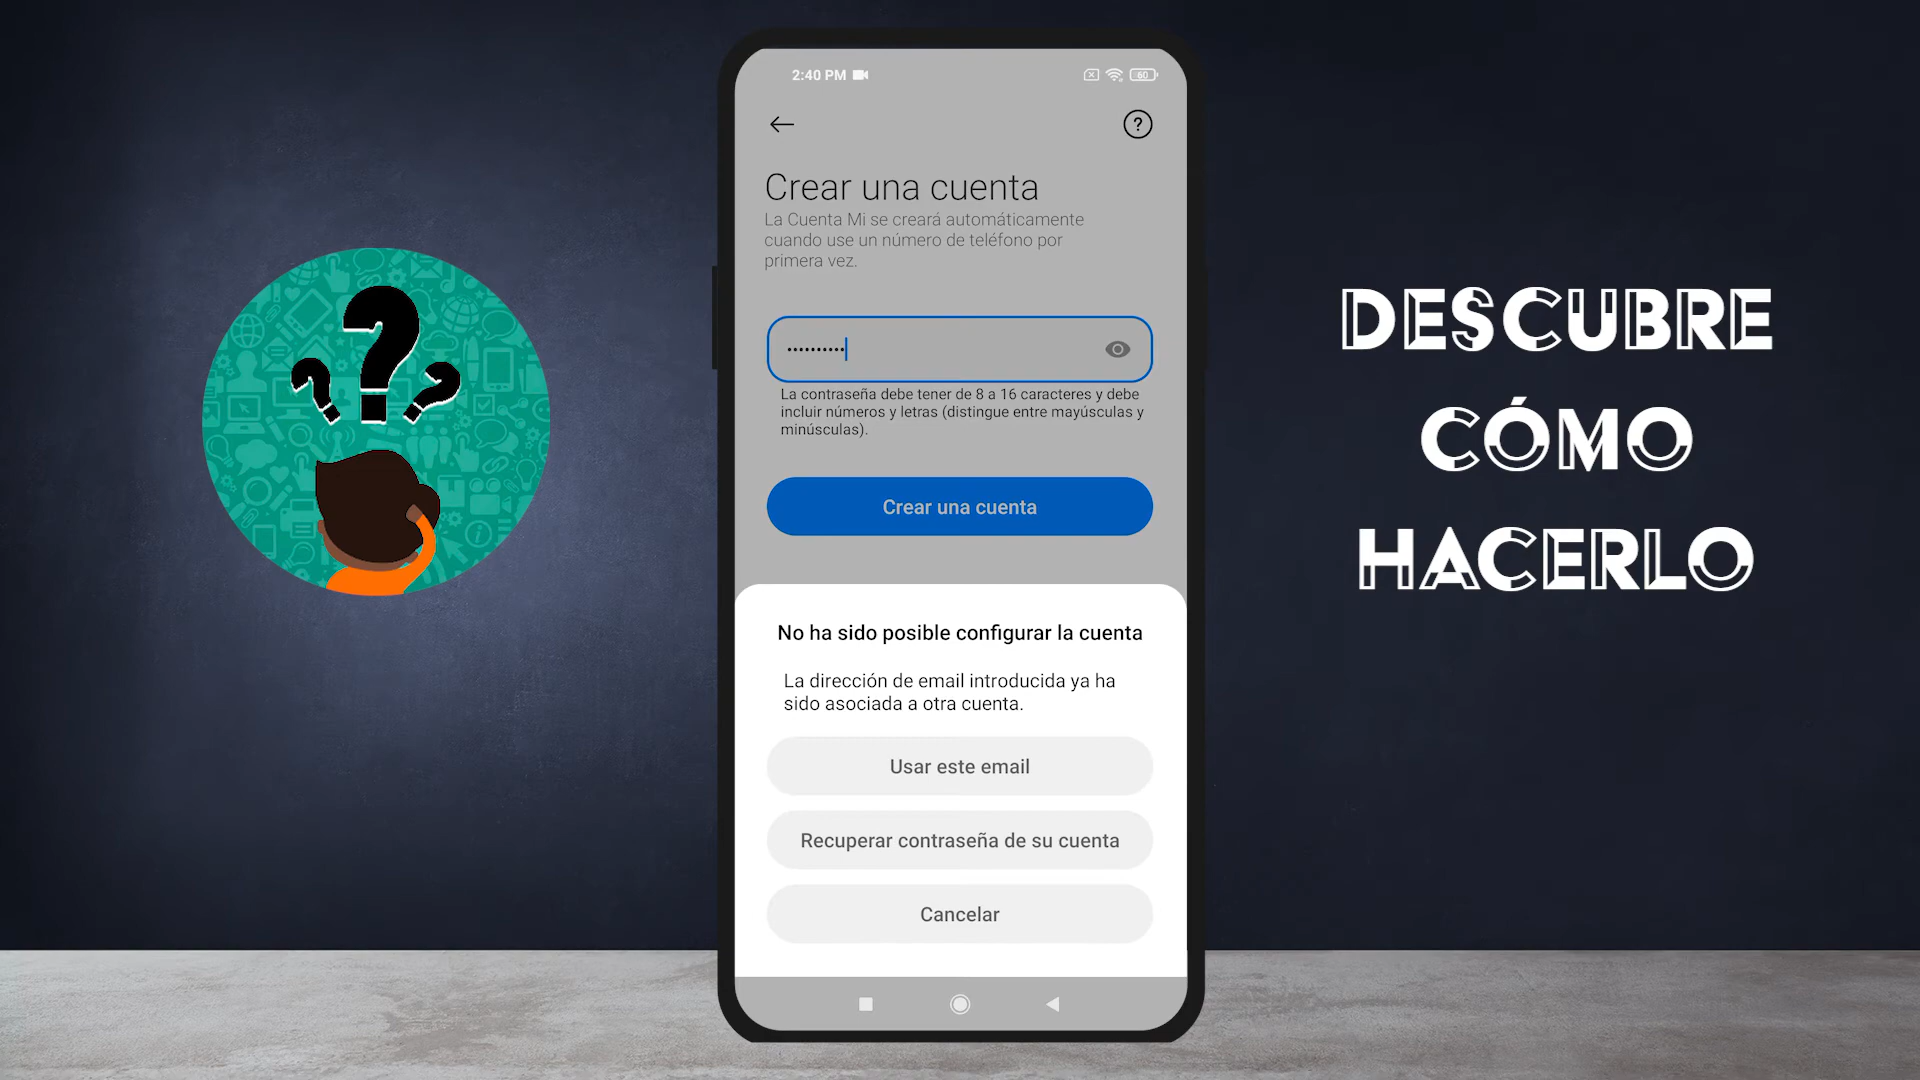 2:40 PM
60
Crear una cuenta
La Cuenta Mi se creará automáticamente
cuando use un número de teléfono por
primera vez.
La contraseña debe tener de 8 a 16 caracteres y debe
incluir números y letras (distingue entre mayúsculas y
minúsculas).
Crear una cuenta
No ha sido posible configurar la cuenta
La dirección de email introducida ya ha
sido asociada a otra cuenta.
Usar este email
Recuperar contraseña de su cuenta
Cancelar
DESCUBRE
CÓMO
HACERLO